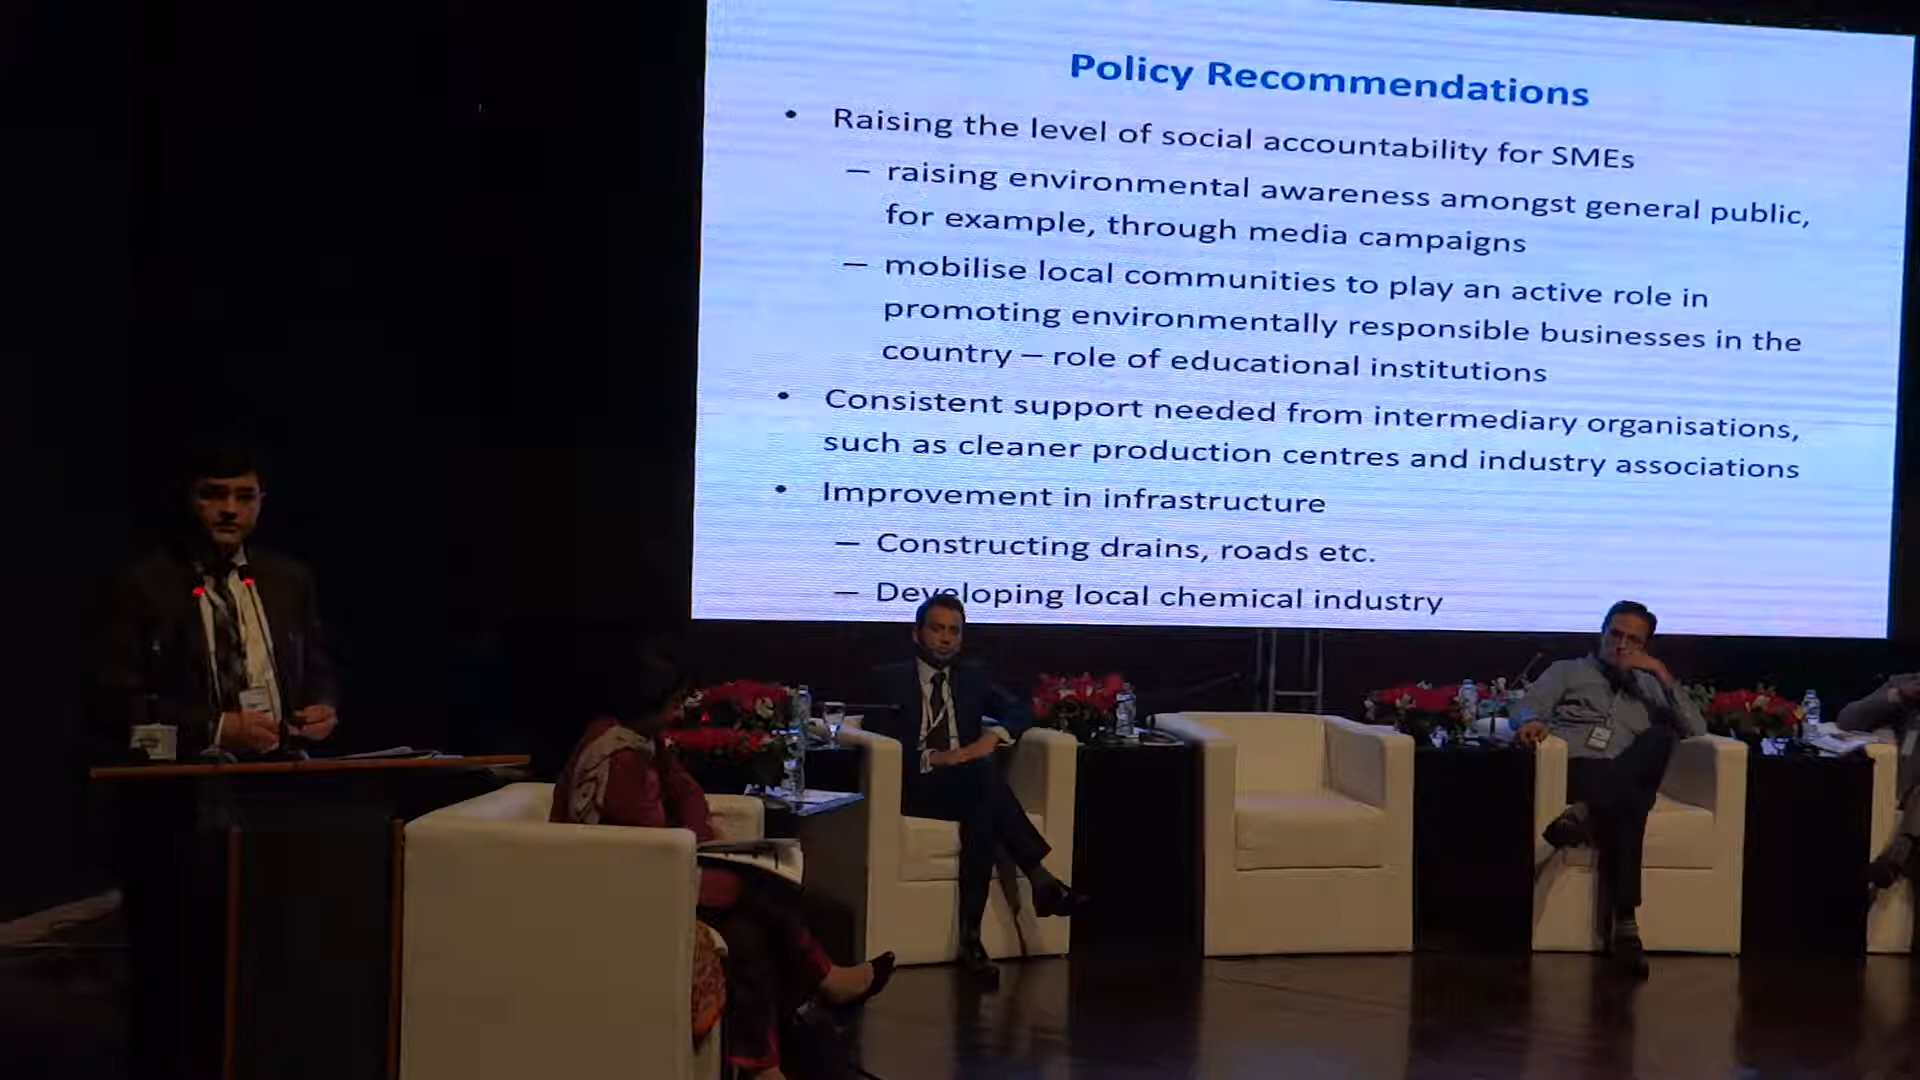 Policy Recommendations
• Raising the level of social accountability for SMEs
– raising environmental awareness amongst general public,
for example, through media campaigns
– mobilise local communities to play an active role in
promoting environmentally responsible businesses in the
country – role of educational institutions
• Consistent support needed from intermediary organisations,
such as cleaner production centres and industry associations
• Improvement in infrastructure
– Constructing drains, roads etc.
– Developing local chemical industry